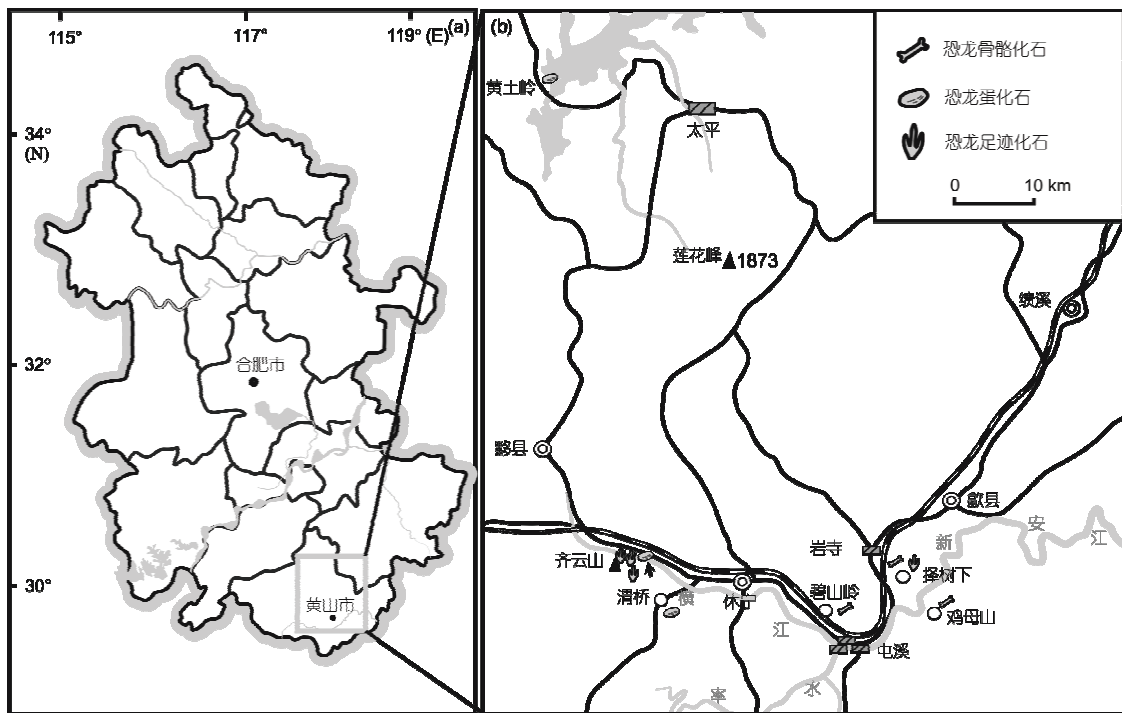 115°
117°
119° (E)
(a)
34°
(N)
32°
30°
合肥市
黄山市
(b)
恐龙骨骼化石
恐龙蛋化石
恐龙足迹化石
0
10 km
黄土岭
太平
莲花峰
1873
绩溪
黟县
歙县
新
安
江
岩寺
择树下
齐云山
渭桥
横
休宁
碧山岭
鸡母山
江
屯溪
率
水